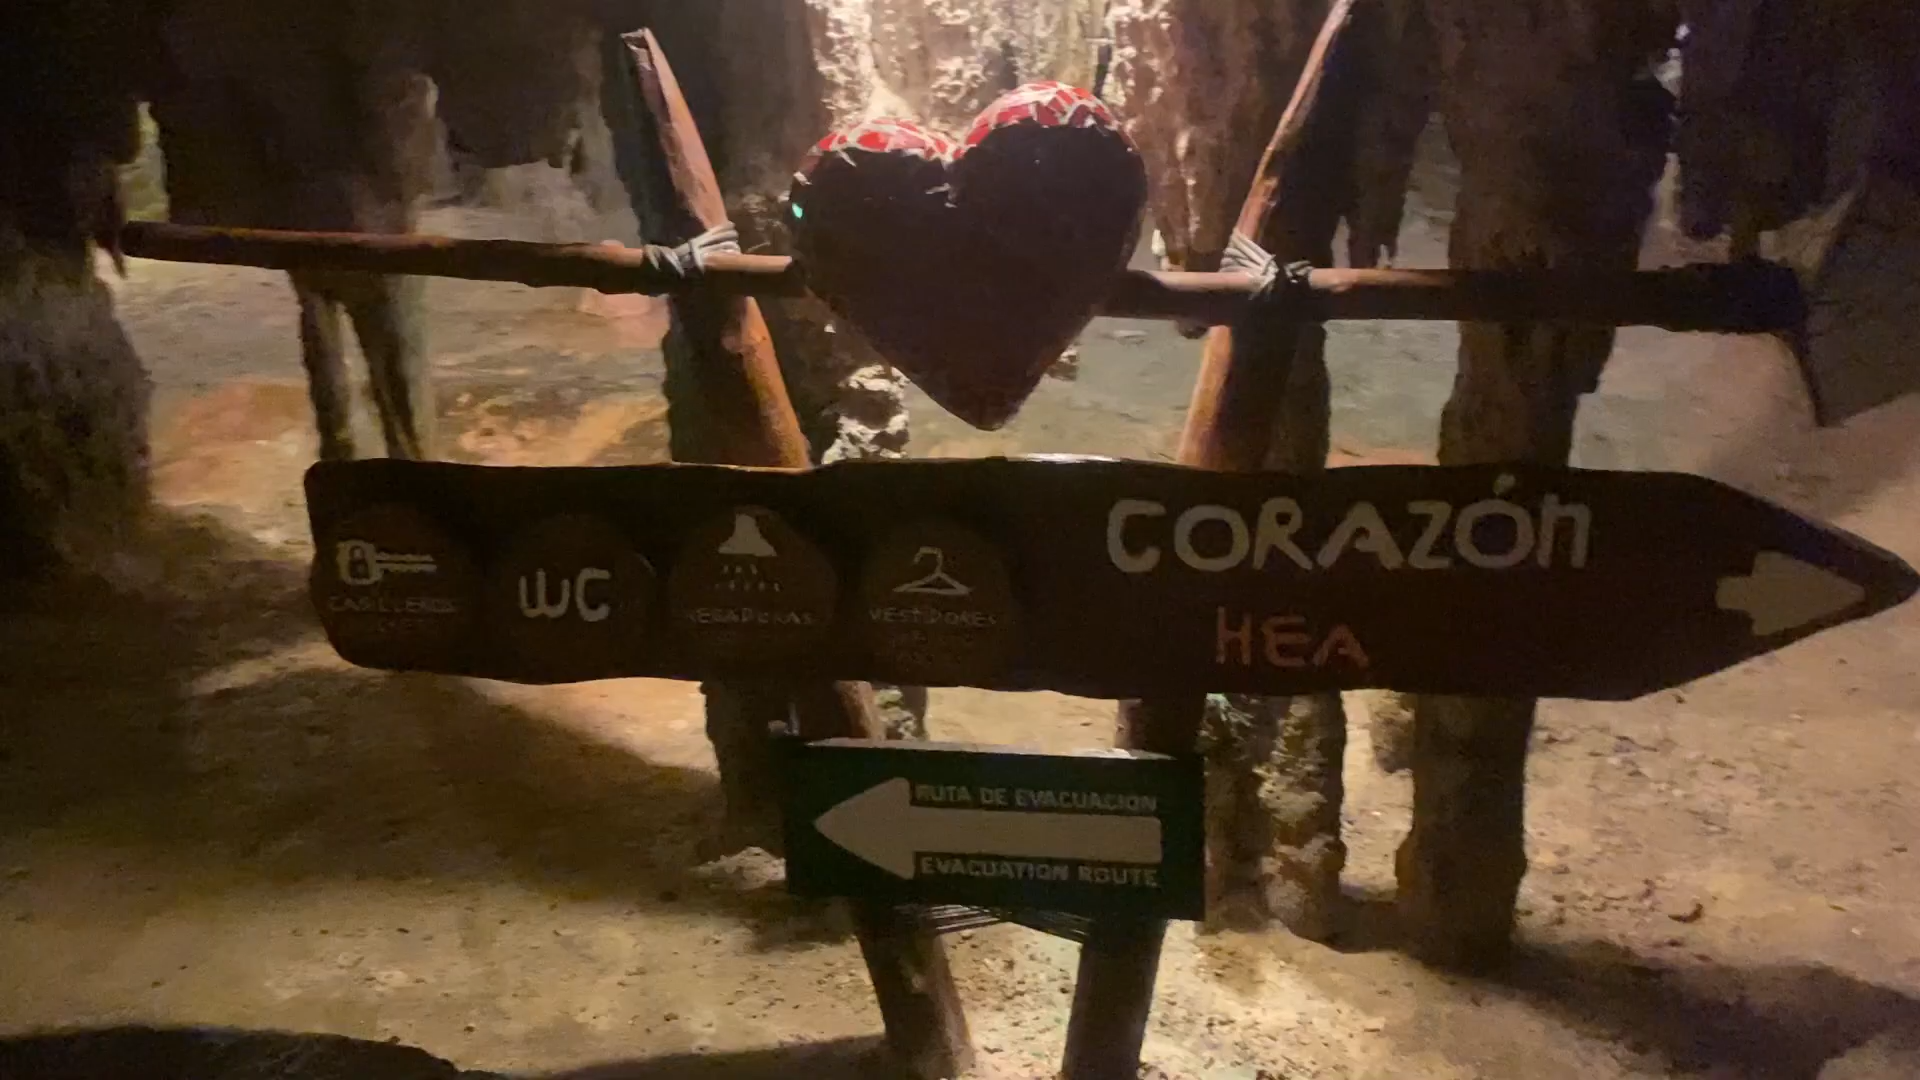 CASILLEROS
WC
REGADERAS
VESTIDORES
CORAZÓN
HEA
RUTA DE EVACUACION
EVACUATION ROUTE